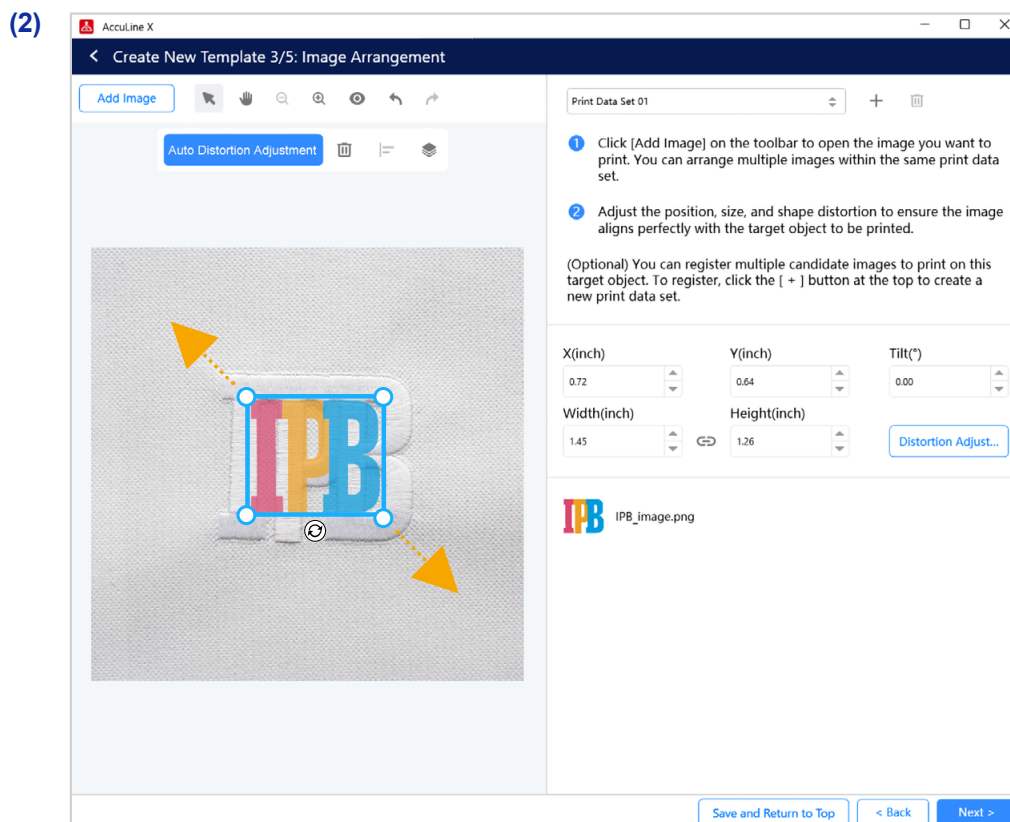 (2)
AccuLine X
Create New Template 3/5: Image Arrangement
Add Image
Auto Distortion Adjustment
IPB
Print Data Set 01
1 Click [Add Image] on the toolbar to open the image you want to
print. You can arrange multiple images within the same print data
set.
2 Adjust the position, size, and shape distortion to ensure the image
aligns perfectly with the target object to be printed.
(Optional) You can register multiple candidate images to print on this
target object. To register, click the [ + ] button at the top to create a
new print data set.
X(inch) Y(inch) Tilt(°)
0.72 0.64 0.00
Width(inch) Height(inch)
1.45 1.26 Distortion Adjust...
IPB IPB_image.png
Save and Return to Top < Back Next >